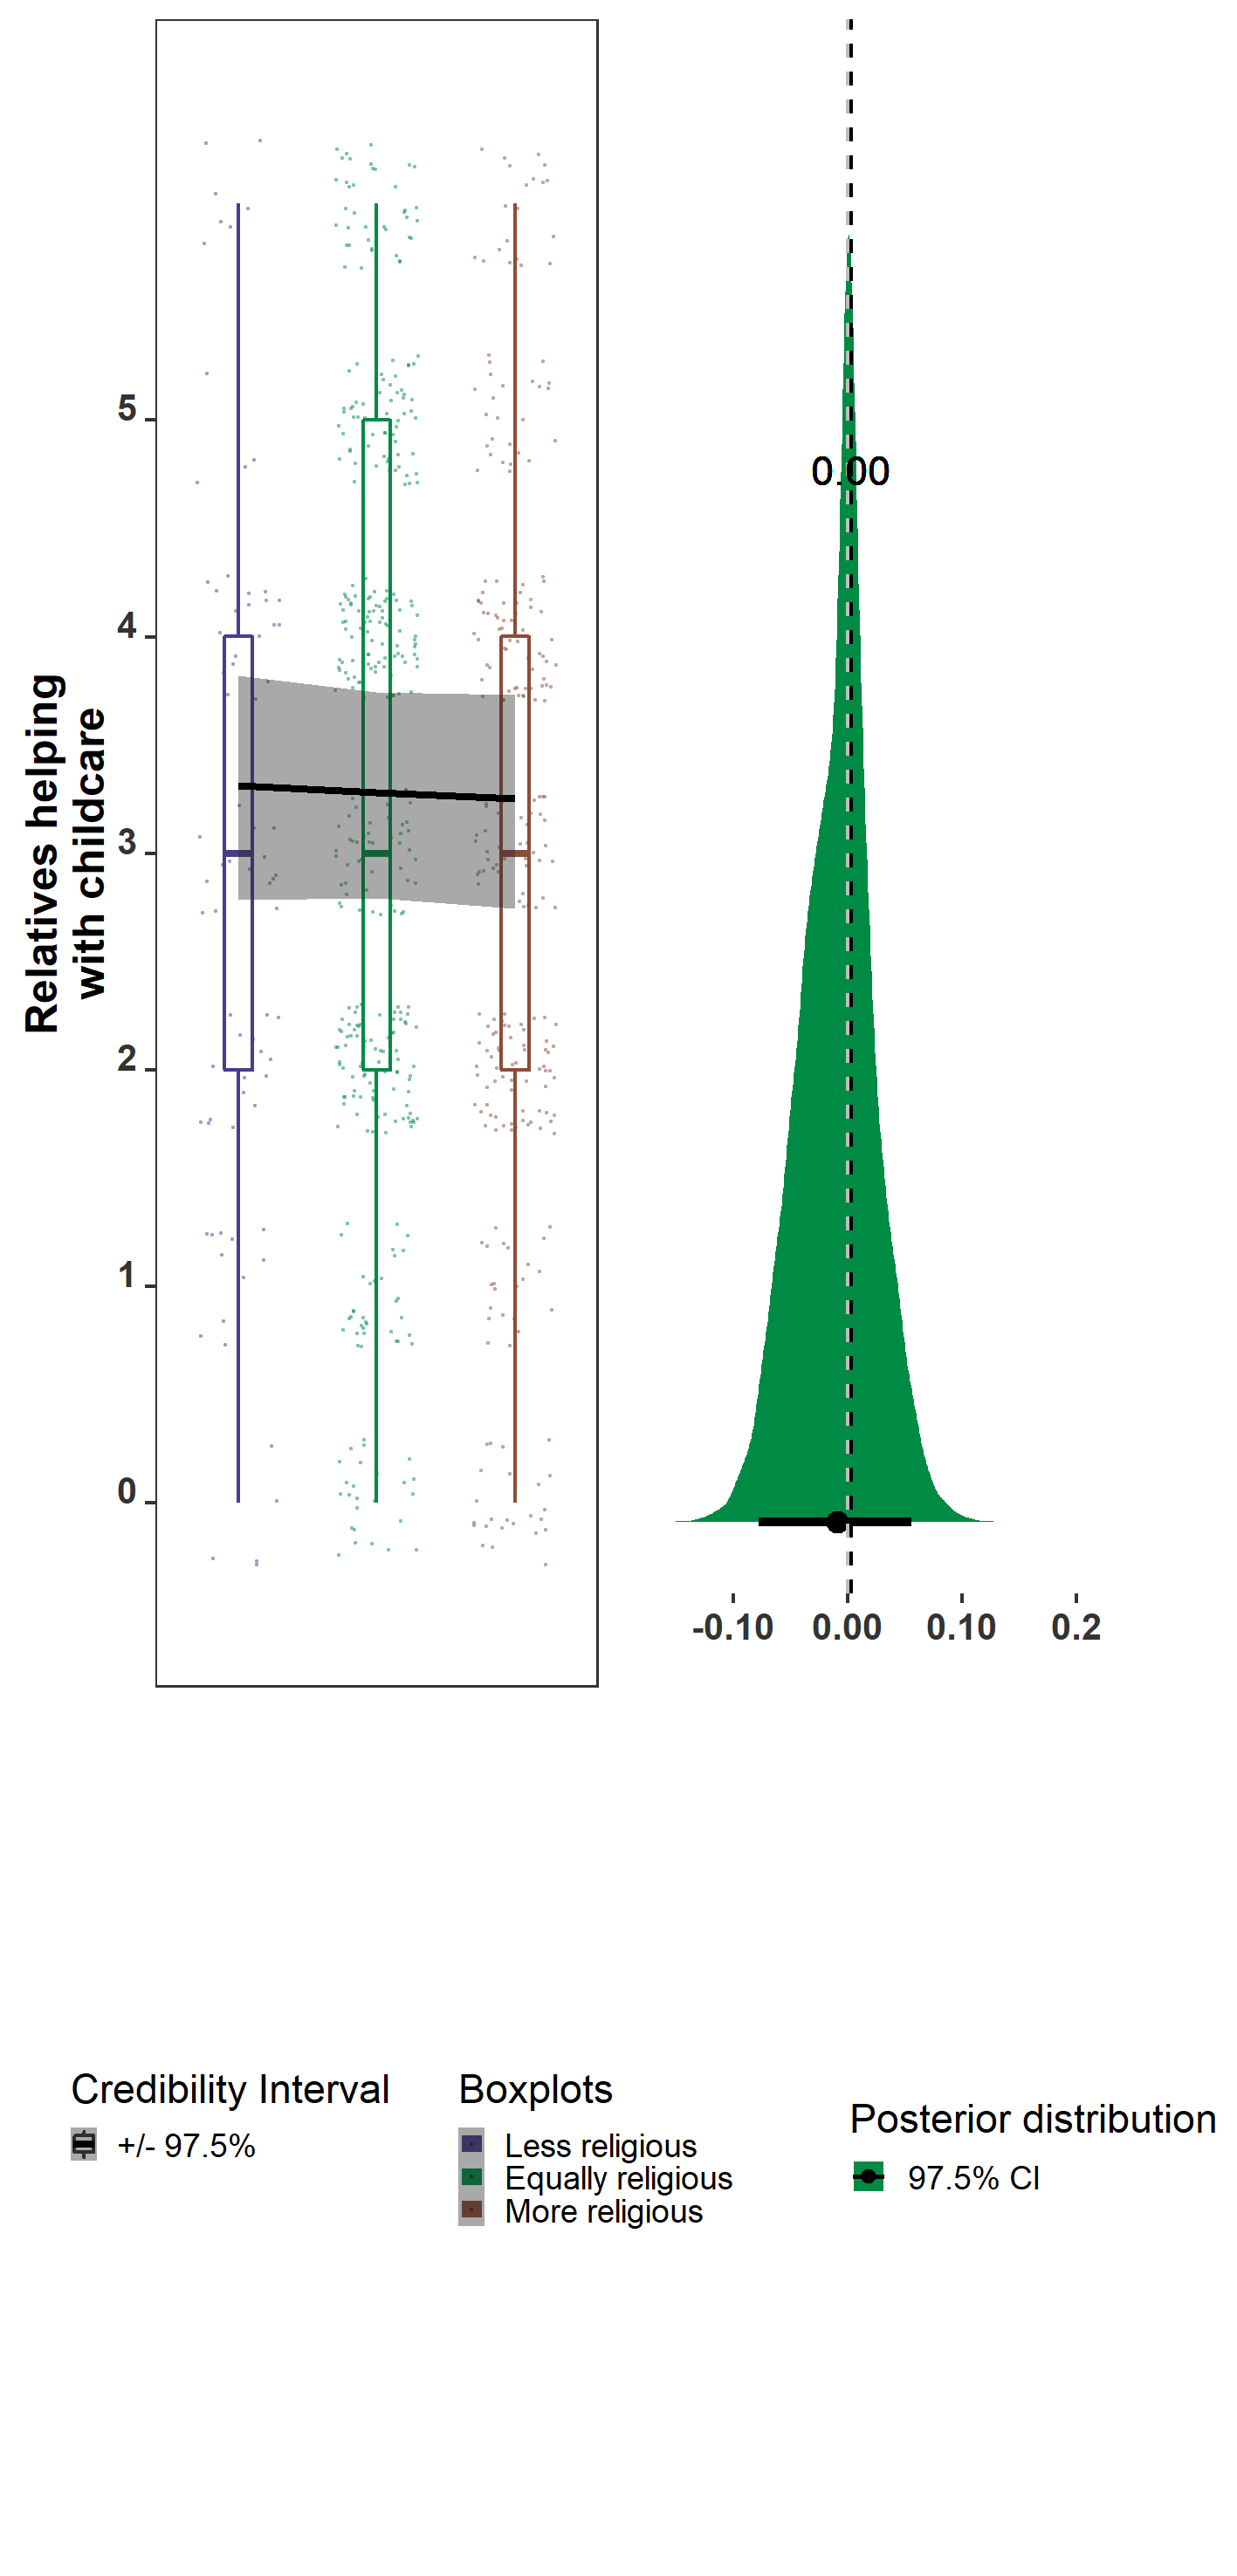 Relatives helping
with childcare
5
4
3
2
1
0
0.00
-0.10 0.00 0.10 0.2
Credibility Interval
+/- 97.5%
Boxplots
Less religious
Equally religious
More religious
Posterior distribution
97.5% CI